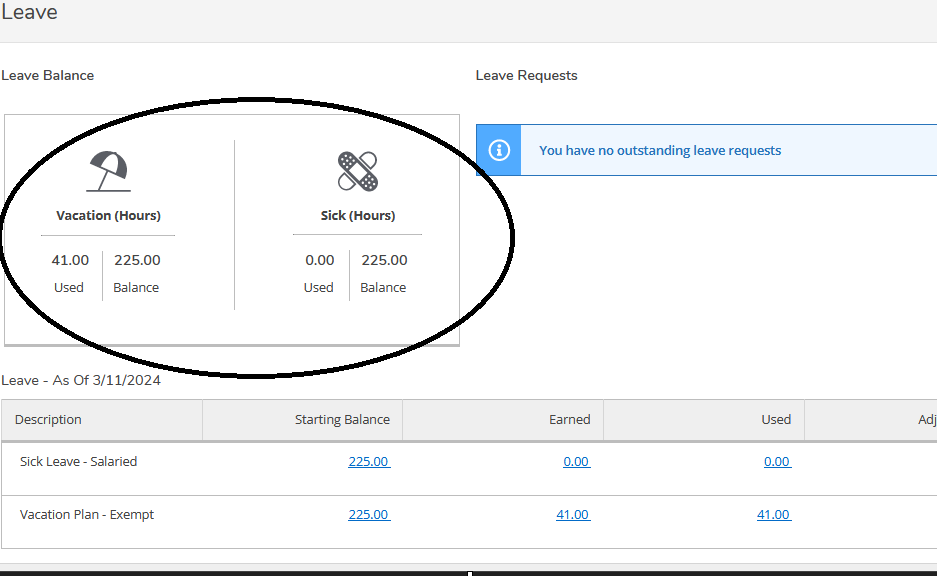 Leave
Leave Balance
Leave Requests
You have no outstanding leave requests
Vacation (Hours)
Sick (Hours)
41.00 225.00
Used Balance
0.00 225.00
Used Balance
Leave - As Of 3/11/2024
Description Starting Balance Earned Used Adj
Sick Leave - Salaried 225.00 0.00 0.00
Vacation Plan - Exempt 225.00 41.00 41.00